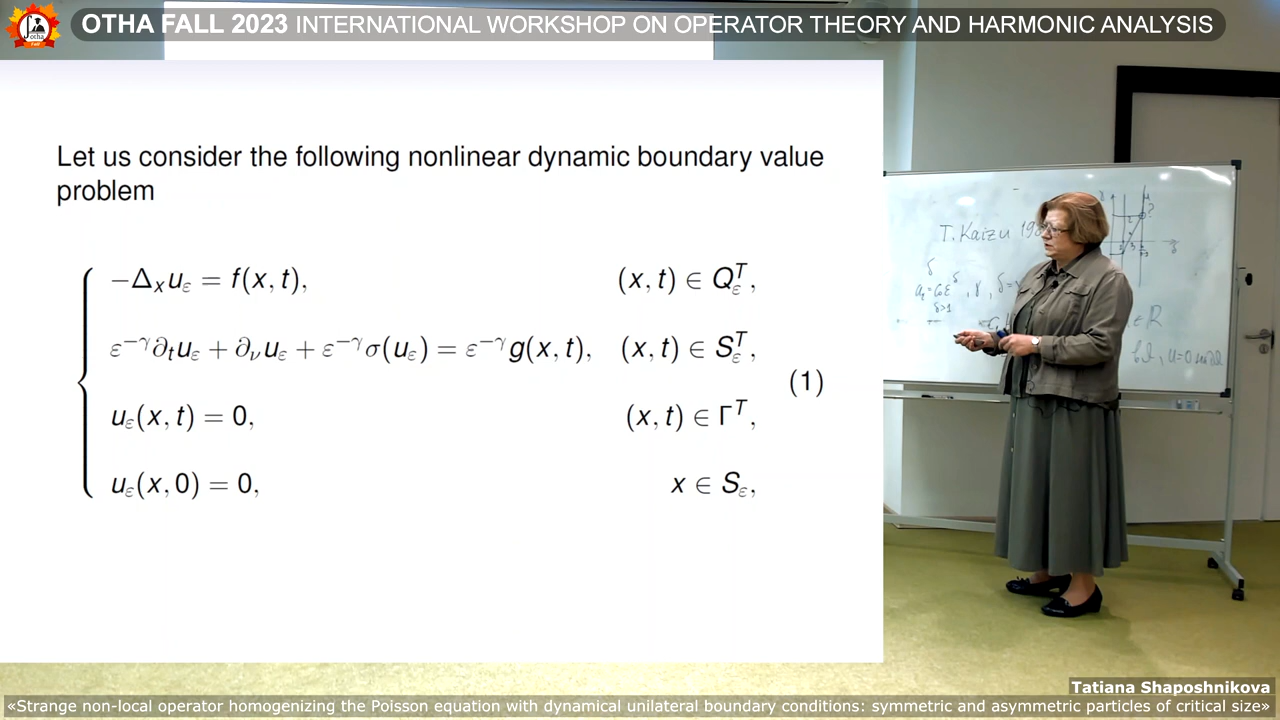 OTHA FALL 2023 INTERNATIONAL WORKSHOP ON OPERATOR THEORY AND HARMONIC ANALYSIS
Let us consider the following nonlinear dynamic boundary value
problem
−Δ_x u_ε = f(x, t), (x, t) ∈ Q_ε^T,
ε^{−γ}∂_t u_ε + ∂_ν u_ε + ε^{−γ}σ(u_ε) = ε^{−γ}g(x, t), (x, t) ∈ S_ε^T,
(1)
u_ε(x, t) = 0, (x, t) ∈ Γ^T,
u_ε(x, 0) = 0, x ∈ S_ε,
T. Kaizu
Tatiana Shaposhnikova
«Strange non-local operator homogenizing the Poisson equation with dynamical unilateral boundary conditions: symmetric and asymmetric particles of critical size»